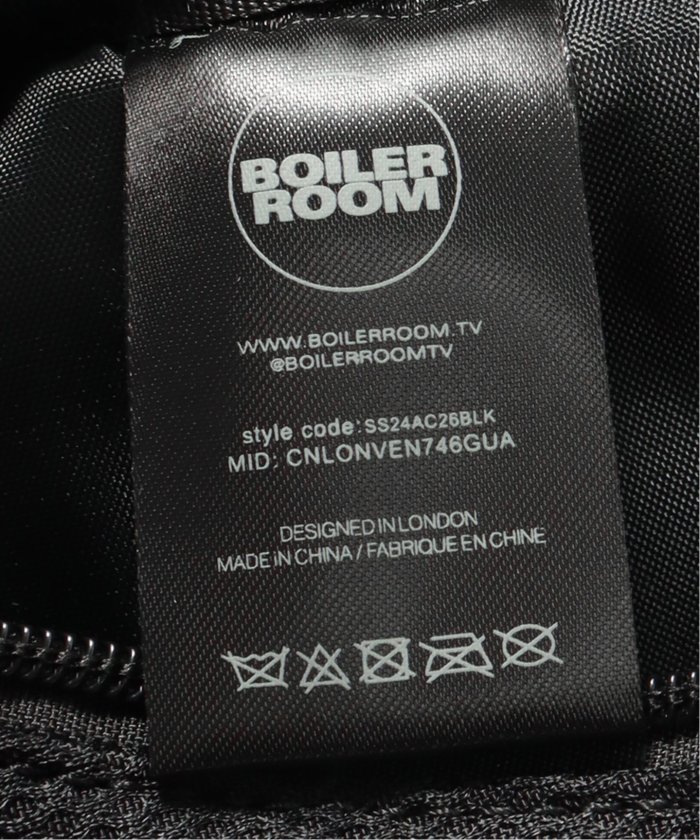 BOILER
ROOM
WWW.BOILERROOM.TV
@BOILERROOMTV
style code: SS24AC26BLK
MID: CNLONVEN746GUA
DESIGNED IN LONDON
MADE iN CHINA / FABRIQUE EN CHINE